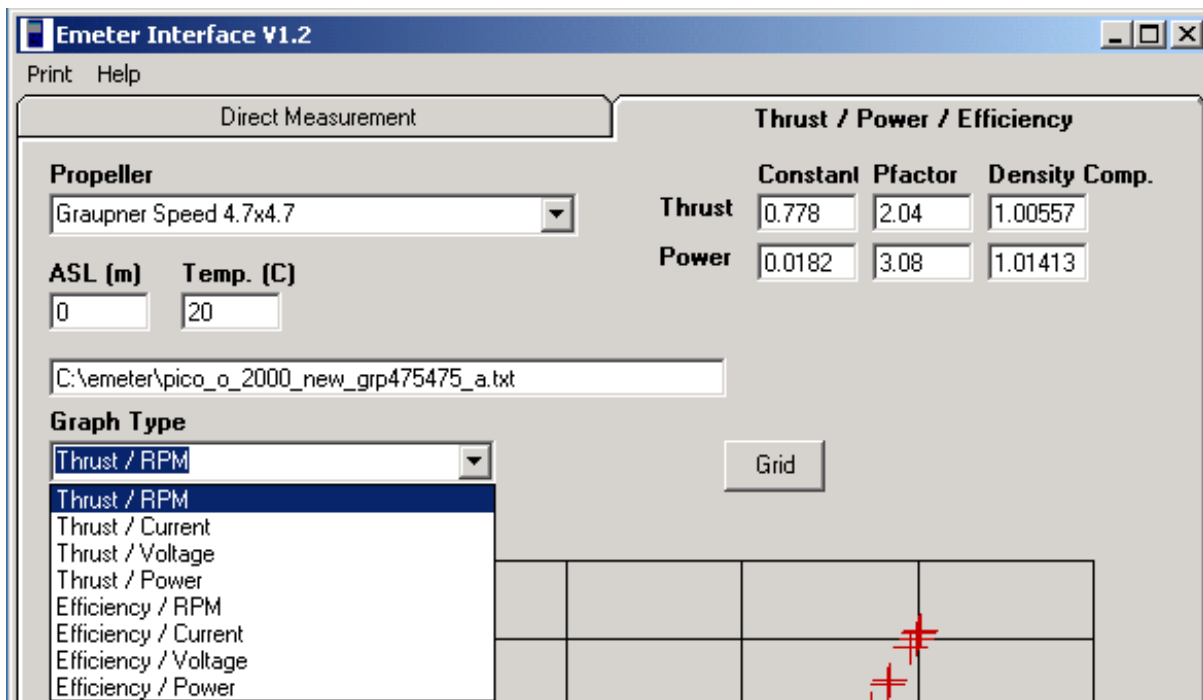 Emeter Interface V1.2
Print Help
Direct Measurement
Thrust / Power / Efficiency
Propeller
Graupner Speed 4.7x4.7
Constant Pfactor Density Comp.
Thrust 0.778 2.04 1.00557
Power 0.0182 3.08 1.01413
ASL (m) Temp. (C)
0 20
C:\emeter\pico_o_2000_new_grp475475_a.txt
Graph Type
Thrust / RPM
Grid
Thrust / RPM
Thrust / Current
Thrust / Voltage
Thrust / Power
Efficiency / RPM
Efficiency / Current
Efficiency / Voltage
Efficiency / Power